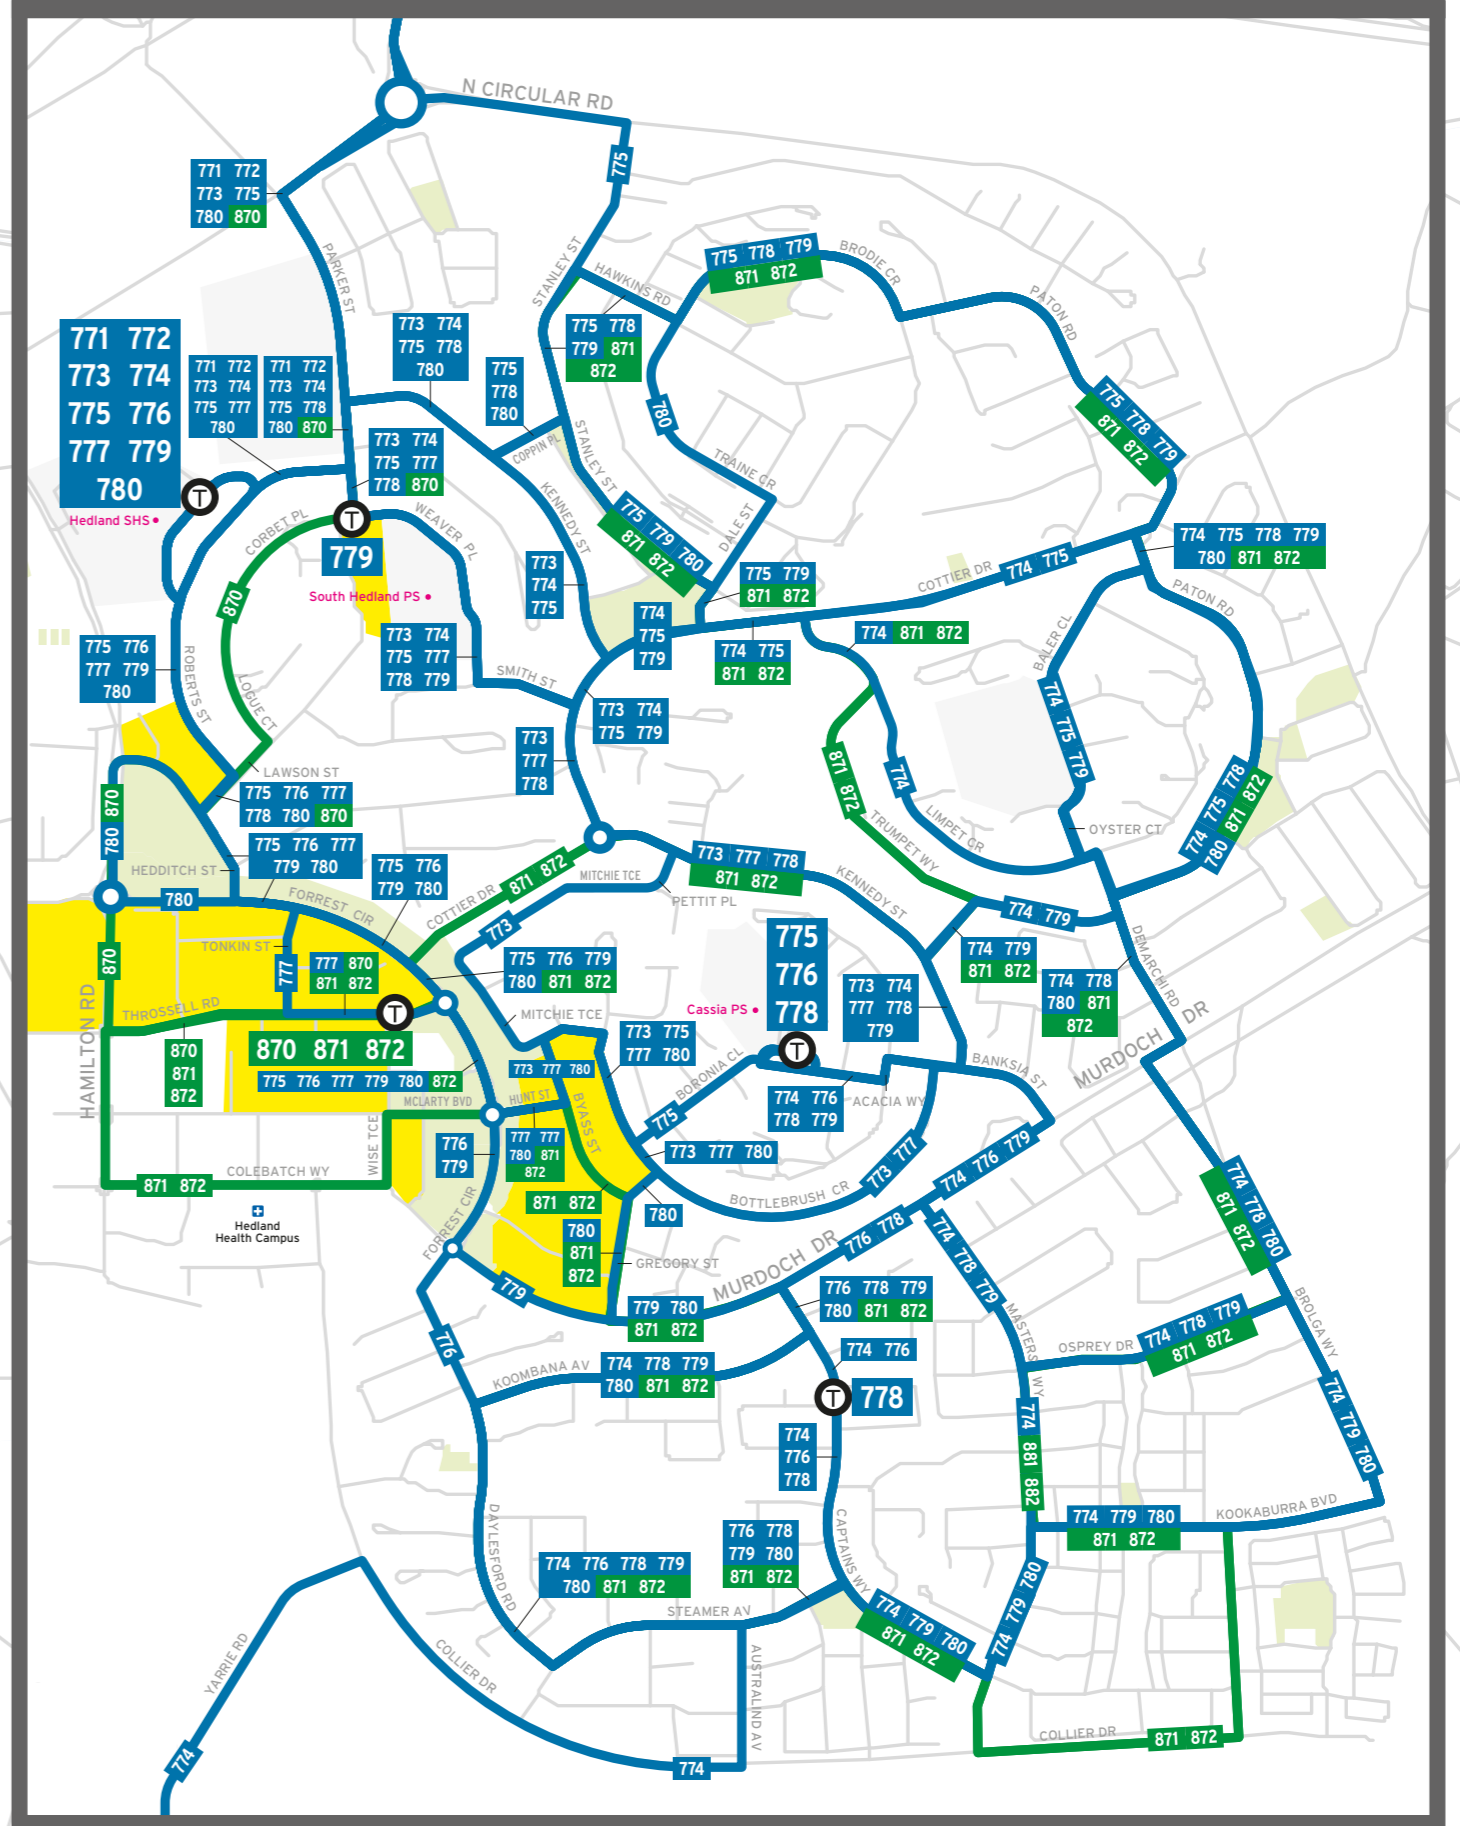 N CIRCULAR RD
775
771 772
773 775
780 870
PARKER ST
STANLEY ST
HAWKINS RD
775 778 779
871 872
BRODIE CR
PATON RD
771 772
773 774
775 776
777 779
780
Hedland SHS
771 772
773 774
775 777
780
771 772
773 774
775 778
780 870
773 774
775 778
780
775
778
780
775 778
779 871
872
780
775 778 779
871 872
773 774
775 777
778 870
COPPIN PL
STANLEY ST
TRAINE CR
CORBET PL
WEAVER PL
KENNEDY ST
775 779 780
871 872
DALE ST
779
870
South Hedland PS
773
774
775
775 779
871 872
COTTIER DR
774 775
774 775 778 779
780 871 872
PATON RD
BALER CL
774
775
779
774 871 872
774 775
871 872
773 774
775 777
778 779
SMITH ST
775 776
777 779
780
ROBERTS ST
LOGUE CT
773 774
775 779
774 775 779
773
777
778
871 872
774
LAWSON ST
775 776 777
778 780 870
774 775 778
780 871 872
870
780
TRUMPET WY
LIMPET CR
OYSTER CT
775 776 777
779 780
775 776
779 780
871 872
773 777 778
871 872
HEDDITCH ST
MITCHIE TCE
PETTIT PL
KENNEDY ST
780
FORREST CIR
COTTIER DR
773
774 779
TONKIN ST
777
870
777 870
871 872
775 776 779
780 871 872
775
776
778
774 779
871 872
DEMARCHI RD
774 778
780 871
872
773 774
777 778
779
Cassia PS
HAMILTON RD
THROSSELL RD
MITCHIE TCE
773 775
777 780
MURDOCH DR
870 871 872
870
871
872
775 776 777 779 780 872
773 777 780
BORONIA CL
BANKSIA ST
774 776
778 779
ACACIA WY
MCLARTY BVD
HUNT ST
BYASS ST
775
WISE TCE
776
779
777 777
780 871
872
773 777 780
773 777
774 776 779
COLEBATCH WY
871 872
871 872
BOTTLEBRUSH CR
774 778 780
871 872
Hedland
Health Campus
FORREST CIR
780
780
871
872
776 778
774 778 779
GREGORY ST
MURDOCH DR
779
779 780
871 872
776 778 779
780 871 872
MASTERS WY
774 778 779
871 872
BROLGA WY
776
774 776
OSPREY DR
KOOMBANA AV
774 778 779
780 871 872
778
774 881 882
774 779 780
774
776
778
DAYLESFORD RD
CAPTAINS WY
774 779 780
871 872
KOOKABURRA BVD
776 778
779 780
871 872
774 776 778 779
780 871 872
774 779 780
STEAMER AV
774 779 780
871 872
YARRIE RD
COLLIER DR
AUSTRALIND AV
COLLIER DR
871 872
774
774